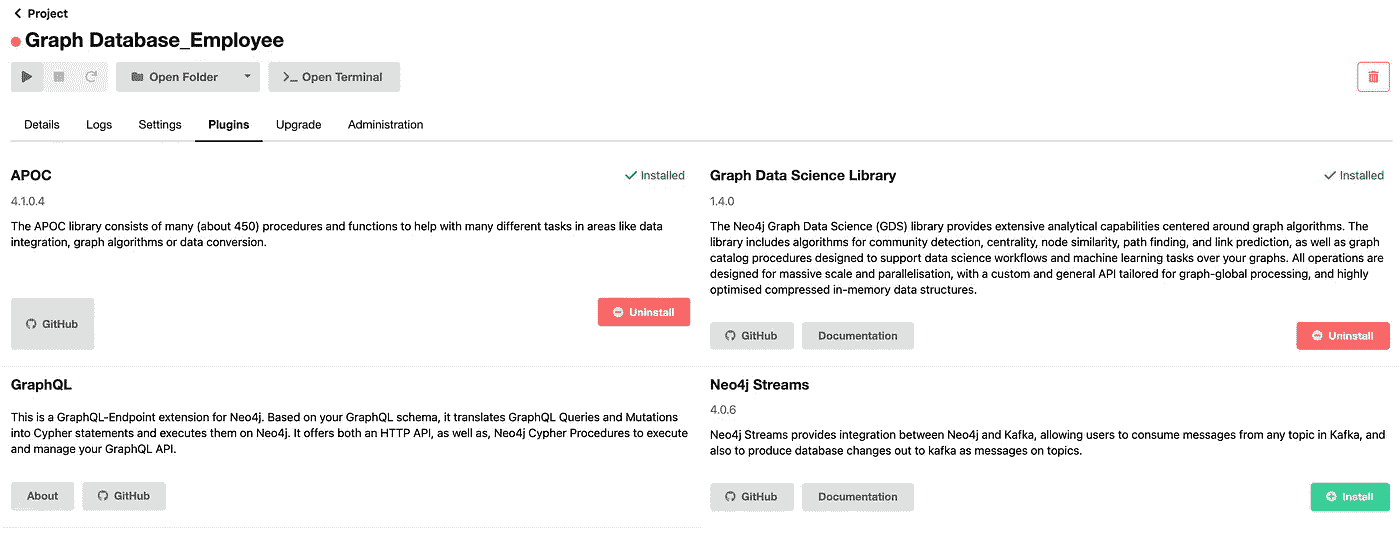 Project
Graph Database_Employee
Open Folder
>_ Open Terminal
Details Logs Settings Plugins Upgrade Administration
APOC
Installed
4.1.0.4
The APOC library consists of many (about 450) procedures and functions to help with many different tasks in areas like data
integration, graph algorithms or data conversion.
GitHub
Uninstall
Graph Data Science Library
Installed
1.4.0
The Neo4j Graph Data Science (GDS) library provides extensive analytical capabilities centered around graph algorithms. The
library includes algorithms for community detection, centrality, node similarity, path finding, and link prediction, as well as graph
catalog procedures designed to support data science workflows and machine learning tasks over your graphs. All operations are
designed for massive scale and parallelisation, with a custom and general API tailored for graph-global processing, and highly
optimised compressed in-memory data structures.
GitHub
Documentation
Uninstall
GraphQL
This is a GraphQL-Endpoint extension for Neo4j. Based on your GraphQL schema, it translates GraphQL Queries and Mutations
into Cypher statements and executes them on Neo4j. It offers both an HTTP API, as well as, Neo4j Cypher Procedures to execute
and manage your GraphQL API.
About
GitHub
Neo4j Streams
4.0.6
Neo4j Streams provides integration between Neo4j and Kafka, allowing users to consume messages from any topic in Kafka, and
also to produce database changes out to kafka as messages on topics.
GitHub
Documentation
Install